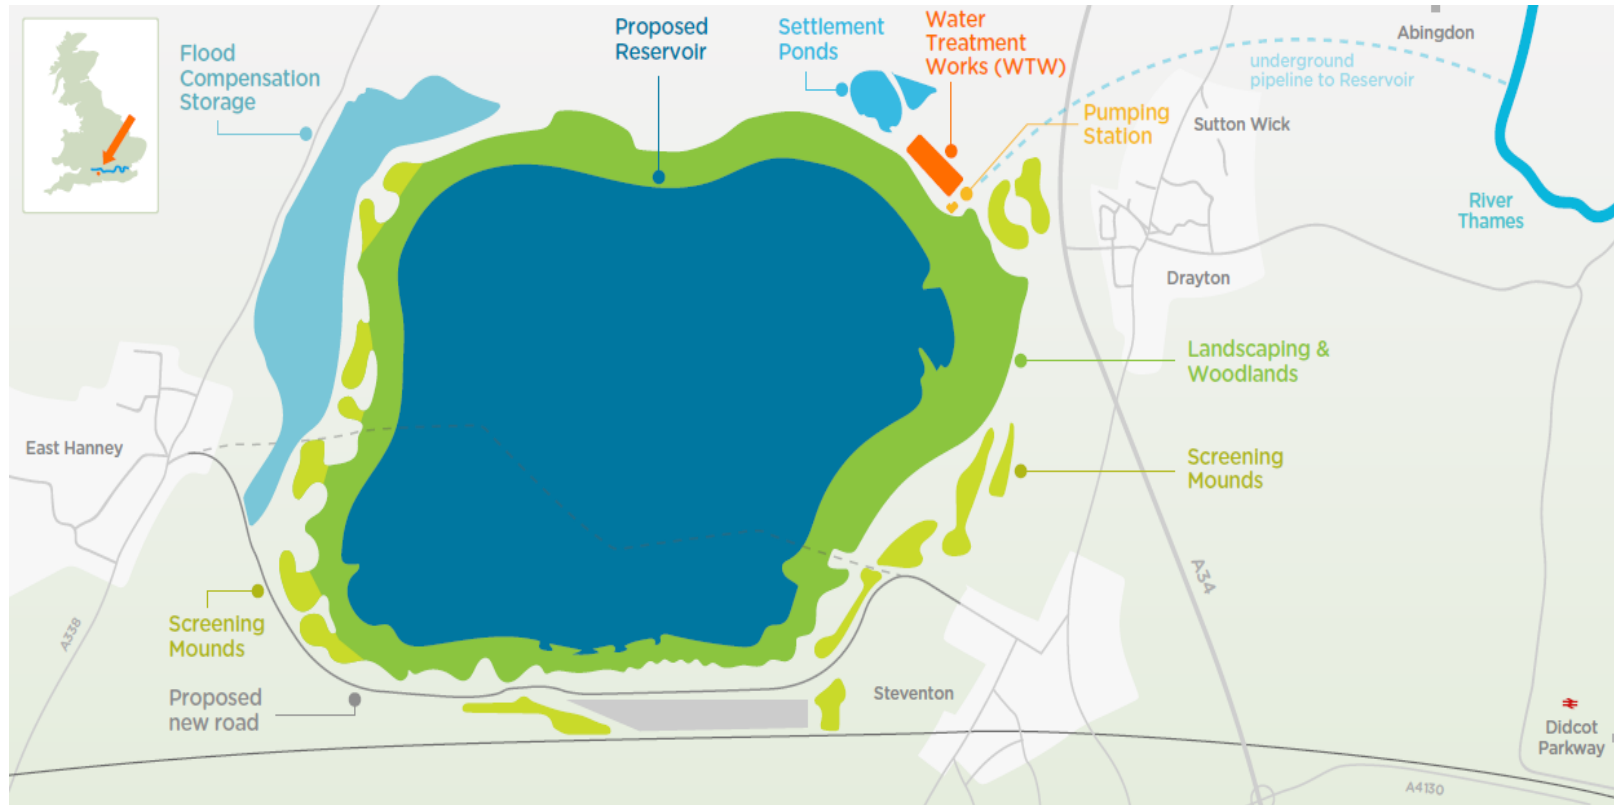 Flood
Compensation
Storage
Proposed
Reservoir
Settlement
Ponds
Water
Treatment
Works (WTW)
Abingdon
underground
pipeline to Reservoir
Pumping
Station
Sutton Wick
River
Thames
Drayton
Landscaping &
Woodlands
East Hanney
Screening
Mounds
A34
A338
Screening
Mounds
Proposed
new road
Steventon
Didcot
Parkway
A4130